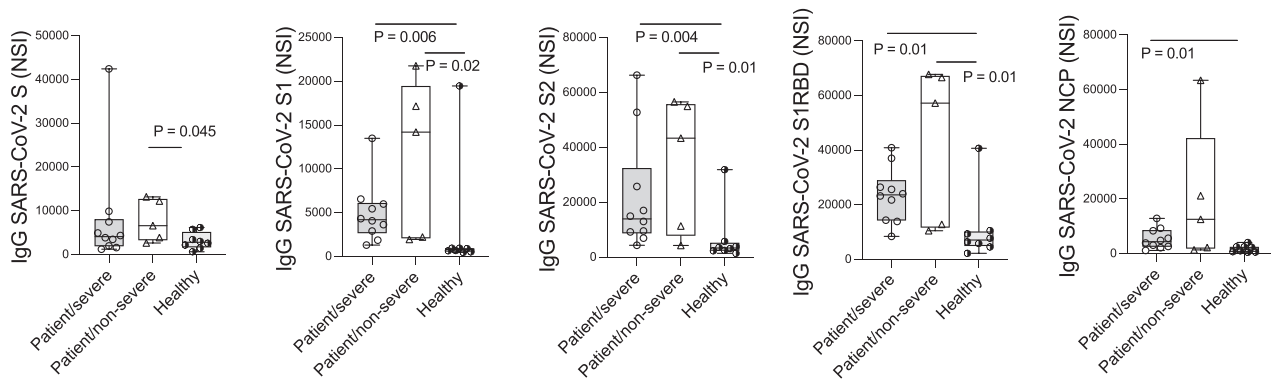 IgG SARS-CoV-2 S (NSI)
50000
40000
30000
20000
10000
0
P = 0.045
Patient/severe
Patient/non-severe
Healthy
IgG SARS-CoV-2 S1 (NSI)
25000
20000
15000
10000
5000
0
P = 0.006
P = 0.02
Patient/severe
Patient/non-severe
Healthy
IgG SARS-CoV-2 S2 (NSI)
80000
60000
40000
20000
0
P = 0.004
P = 0.01
Patient/severe
Patient/non-severe
Healthy
IgG SARS-CoV-2 S1RBD (NSI)
80000
60000
40000
20000
0
P = 0.01
P = 0.01
Patient/severe
Patient/non-severe
Healthy
IgG SARS-CoV-2 NCP (NSI)
80000
60000
40000
20000
0
P = 0.01
Patient/severe
Patient/non-severe
Healthy